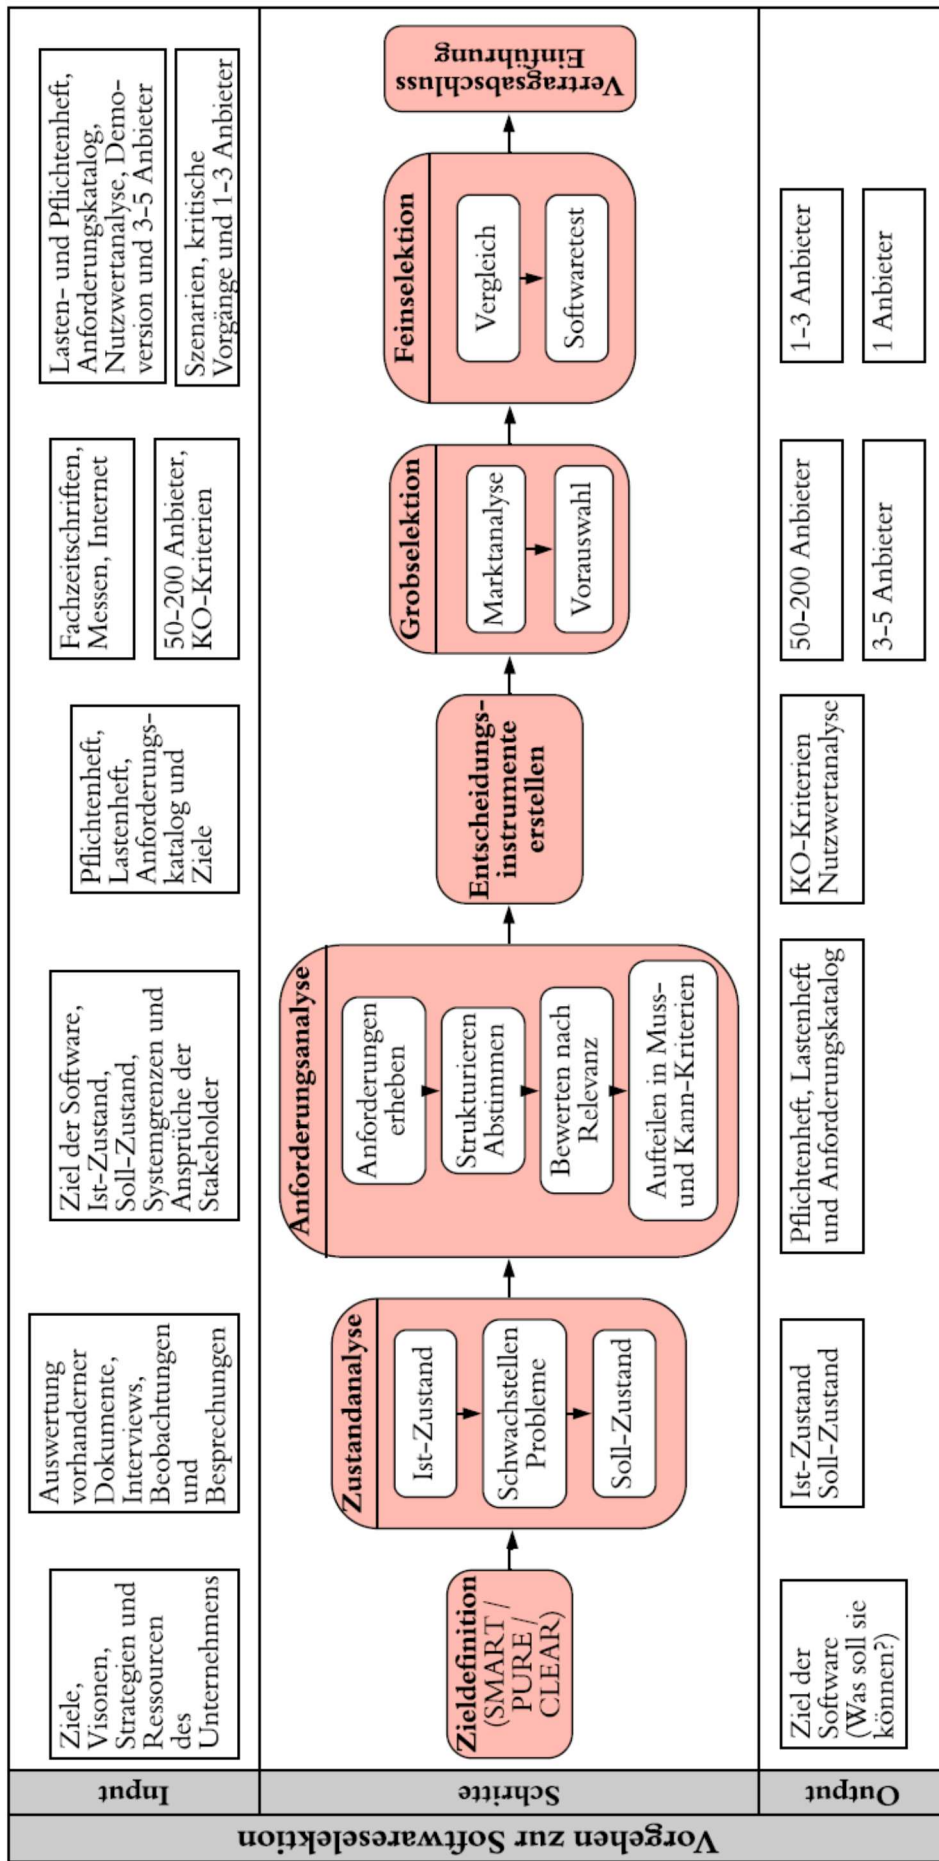 Vorgehen zur Softwareselektion
Input
Ziele,
Visonen,
Strategien und
Ressourcen
des
Unternehmens
Auswertung
vorhanderner
Dokumente,
Interviews,
Beobachtungen
und
Besprechungen
Ziel der Software,
Ist-Zustand,
Soll-Zustand,
Systemgrenzen und
Ansprüche der
Stakeholder
Pflichtenheft,
Lastenheft,
Anforderungs-
katalog und
Ziele
Fachzeitschriften,
Messen, Internet
50-200 Anbieter,
KO-Kriterien
Lasten- und Pflichtenheft,
Anforderungskatalog,
Nutzwertanalyse, Demo-
version und 3-5 Anbieter
Szenarien, kritische
Vorgänge und 1-3 Anbieter
Schritte
Zieldefinition
(SMART /
PURE /
CLEAR)
Zustandanalyse
Ist-Zustand
Schwachstellen
Probleme
Soll-Zustand
Anforderungsanalyse
Anforderungen
erheben
Strukturieren
Abstimmen
Bewerten nach
Relevanz
Aufteilen in Muss-
und Kann-Kriterien
Entscheidungs-
instrumente
erstellen
Grobselektion
Marktanalyse
Vorauswahl
Feinselektion
Vergleich
Softwaretest
Vertragsabschluss
Einführung
Output
Ziel der
Software
(Was soll sie
können?)
Ist-Zustand
Soll-Zustand
Pflichtenheft, Lastenheft
und Anforderungskatalog
KO-Kriterien
Nutzwertanalyse
50-200 Anbieter
3-5 Anbieter
1-3 Anbieter
1 Anbieter